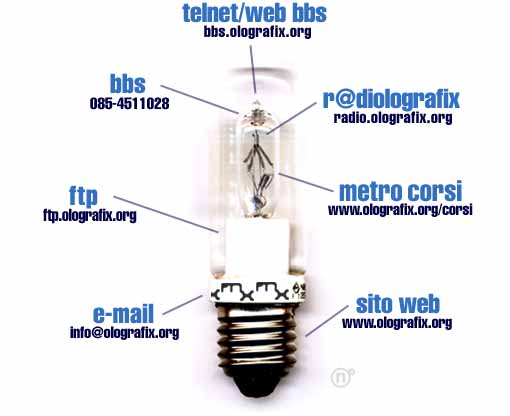 telnet/web bbs
bbs.olografix.org
bbs
085-4511028
r@diolografix
radio.olografix.org
ftp
ftp.olografix.org
metro corsi
www.olografix.org/corsi
e-mail
info@olografix.org
sito web
www.olografix.org
n°